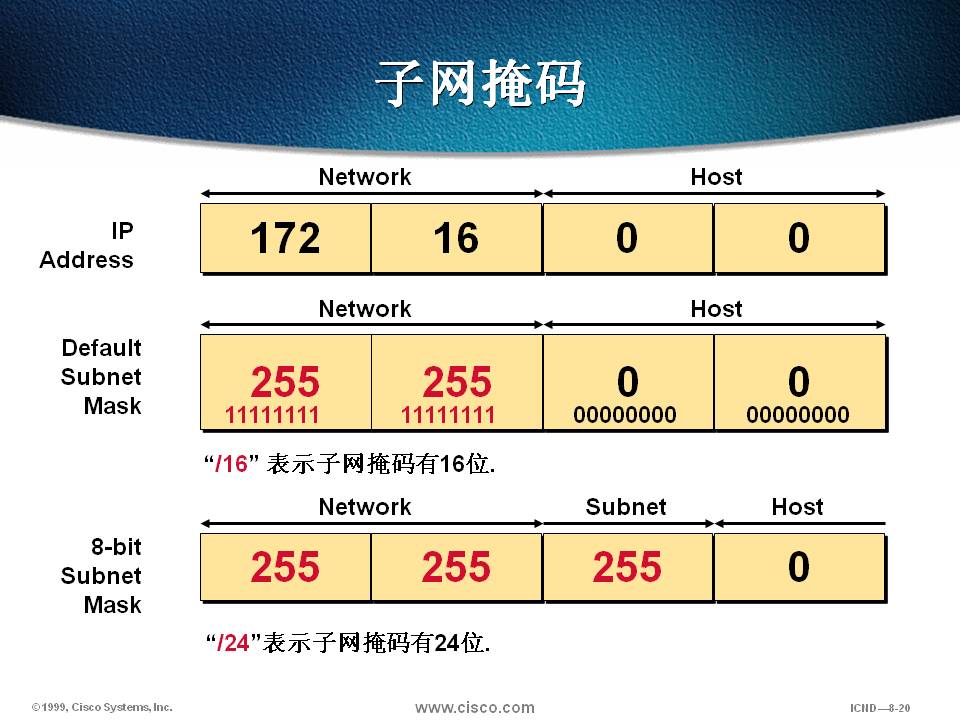 子网掩码
Network Host
IP
Address
172 16 0 0
Network Host
Default
Subnet
Mask
255 255 0 0
11111111 11111111 00000000 00000000
“/16” 表示子网掩码有16位.
Network Subnet Host
8-bit
Subnet
Mask
255 255 255 0
“/24”表示子网掩码有24位.
©1999, Cisco Systems, Inc. www.cisco.com ICND—8-20